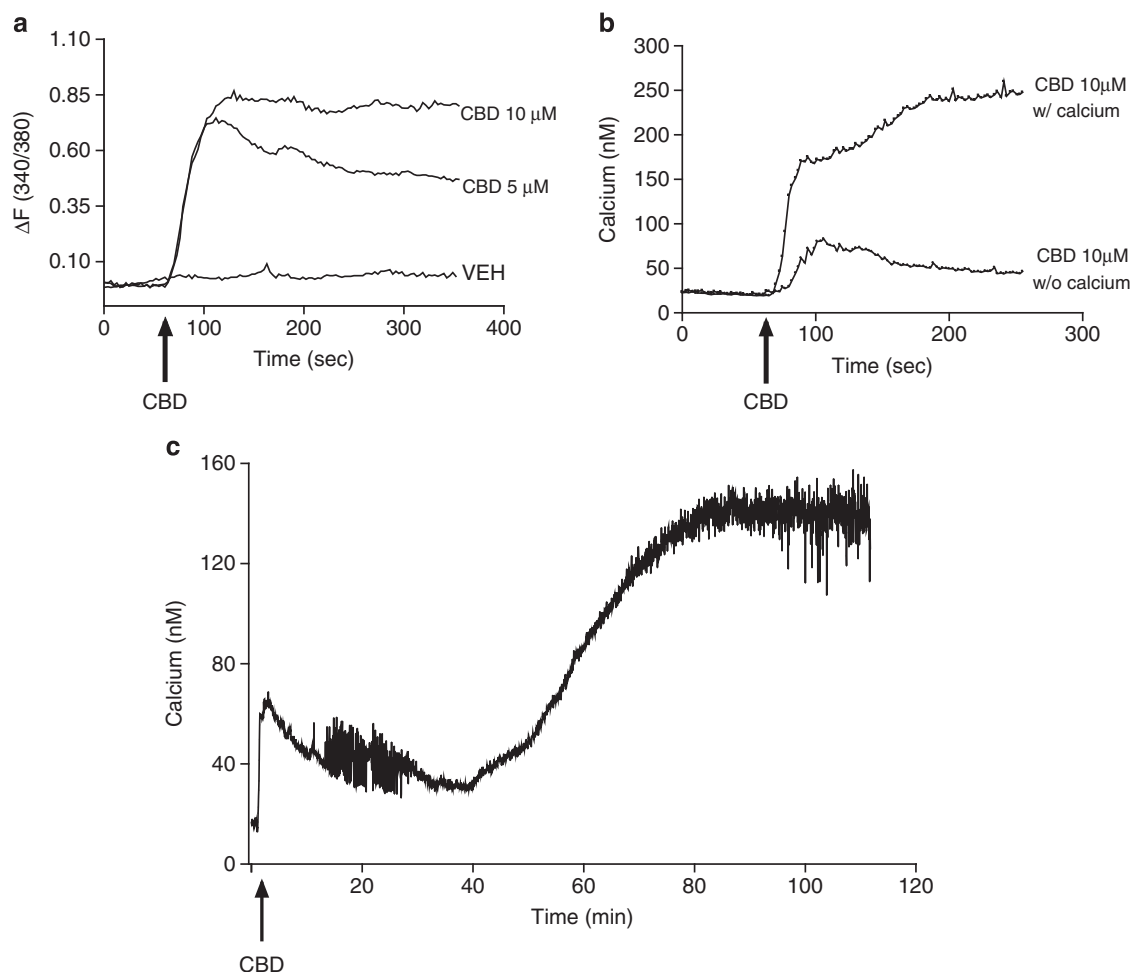 a
1.10
0.85
0.60
0.35
0.10
ΔF (340/380)
CBD 10 μM
CBD 5 μM
VEH
0
100
200
300
400
Time (sec)
CBD
b
300
250
200
150
100
50
0
Calcium (nM)
CBD 10μM
w/ calcium
CBD 10μM
w/o calcium
0
100
200
300
Time (sec)
CBD
c
160
120
80
40
0
Calcium (nM)
20
40
60
80
100
120
Time (min)
CBD